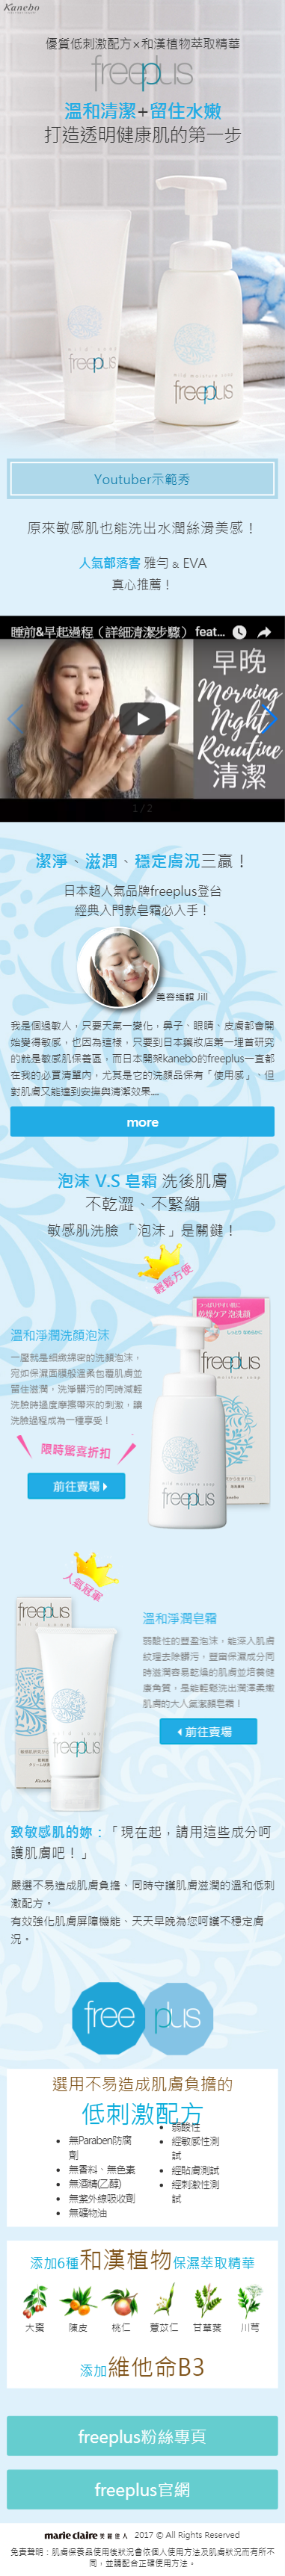 Kanebo
優質低刺激配方×和漢植物萃取精華
freeplus
溫和清潔+留住水嫩
打造透明健康肌的第一步
mild soap
freeplus
mild moisture soap
freeplus
Youtuber示範秀
原來敏感肌也能洗出水潤絲滑美感！
人氣部落客 雅勻 & EVA
真心推薦！
睡前&早起過程（詳細清潔步驟） feat...
早晚
Morning
Night
Rountine
清潔
1 / 2
潔淨、滋潤、穩定膚況三贏！
日本超人氣品牌freeplus登台
經典入門款皂霜必入手！
美容編輯 Jill
我是個過敏人，只要天氣一變化，鼻子、眼睛、皮膚都會開
始變得敏感，也因為這樣，只要到日本藥妝店第一埋首研究
的就是敏感肌保養區，而日本開架kanebo的freeplus一直都
在我的必買清單內，尤其是它的洗顏品保有「使用感」、但
對肌膚又能達到安撫與清潔效果....
more
泡沫 V.S 皂霜 洗後肌膚
不乾澀、不緊繃
敏感肌洗臉「泡沫」是關鍵！
輕鬆方便
溫和淨潤洗顏泡沫
一壓就是細緻綿密的洗顏泡沫，
宛如保濕面膜般溫柔包覆肌膚並
留住滋潤，洗淨髒污的同時減輕
洗臉時過度摩擦帶來的刺激，讓
洗臉過程成為一種享受！
限時驚喜折扣
前往賣場
freeplus
moisture soap
mild moisture soap
freeplus
人氣冠軍
freeplus
mild soap
freeplus
Kanebo
溫和淨潤皂霜
弱酸性的豐盈泡沫，能深入肌膚
紋理去除髒污，豐富保濕成分同
時滋潤容易乾燥的肌膚並培養健
康角質，是能輕鬆洗出潤澤柔嫩
肌膚的大人氣潔顏皂霜！
前往賣場
致敏感肌的妳：「現在起，請用這些成分呵
護肌膚吧！」
嚴選不易造成肌膚負擔、同時守護肌膚滋潤的溫和低刺
激配方。
有效強化肌膚屏障機能、天天早晚為您呵護不穩定膚
況。
free plus
選用不易造成肌膚負擔的
低刺激配方
無Paraben防腐
劑
無香料、無色素
無酒精(乙醇)
無紫外線吸收劑
無礦物油
弱酸性
經敏感性測
試
經貼膚測試
經刺激性測
試
添加6種和漢植物保濕萃取精華
大棗 陳皮 桃仁 薏苡仁 甘草葉 川芎
添加維他命B3
freeplus粉絲專頁
freeplus官網
marie claire 美麗佳人 2017 © All Rights Reserved
免責聲明：肌膚保養品使用後狀況會依個人使用方法及肌膚狀況而有所不
同，並請配合正確使用方法。